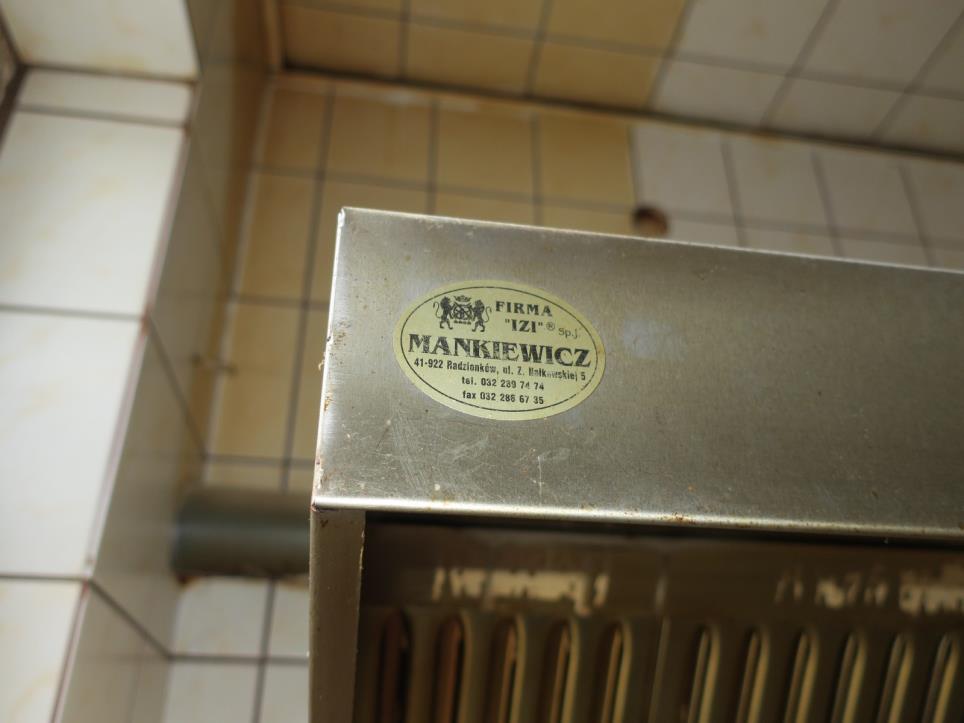 FIRMA
"IZI" ® Sp.j.
MANKIEWICZ
41-922 Radzionków, ul. Z. Nałkowskiej 5
tel. 032 289 74 74
fax 032 286 67 35